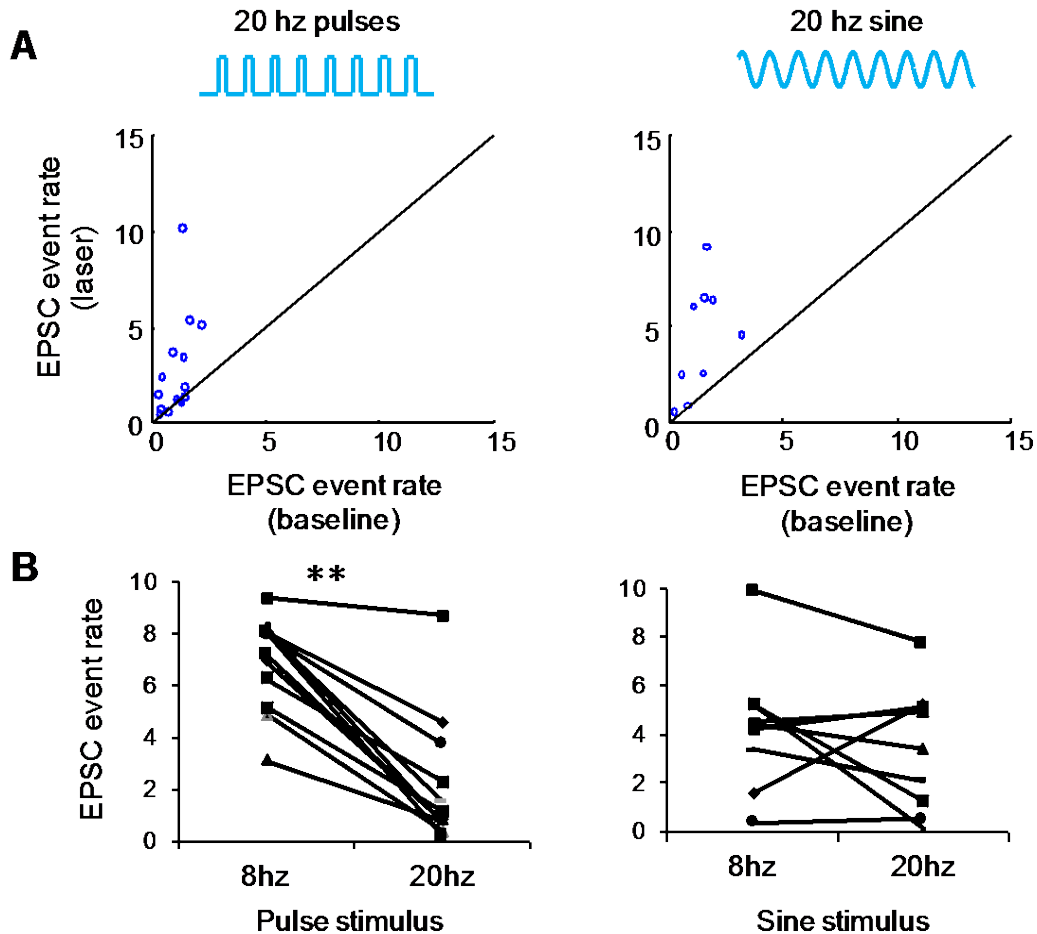 A
20 hz pulses
20 hz sine
EPSC event rate
(laser)
15
10
5
0
0
5
10
15
EPSC event rate
(baseline)
15
10
5
0
0
5
10
15
EPSC event rate
(baseline)
B
**
EPSC event rate
10
8
6
4
2
0
8hz
20hz
Pulse stimulus
10
8
6
4
2
0
8hz
20hz
Sine stimulus